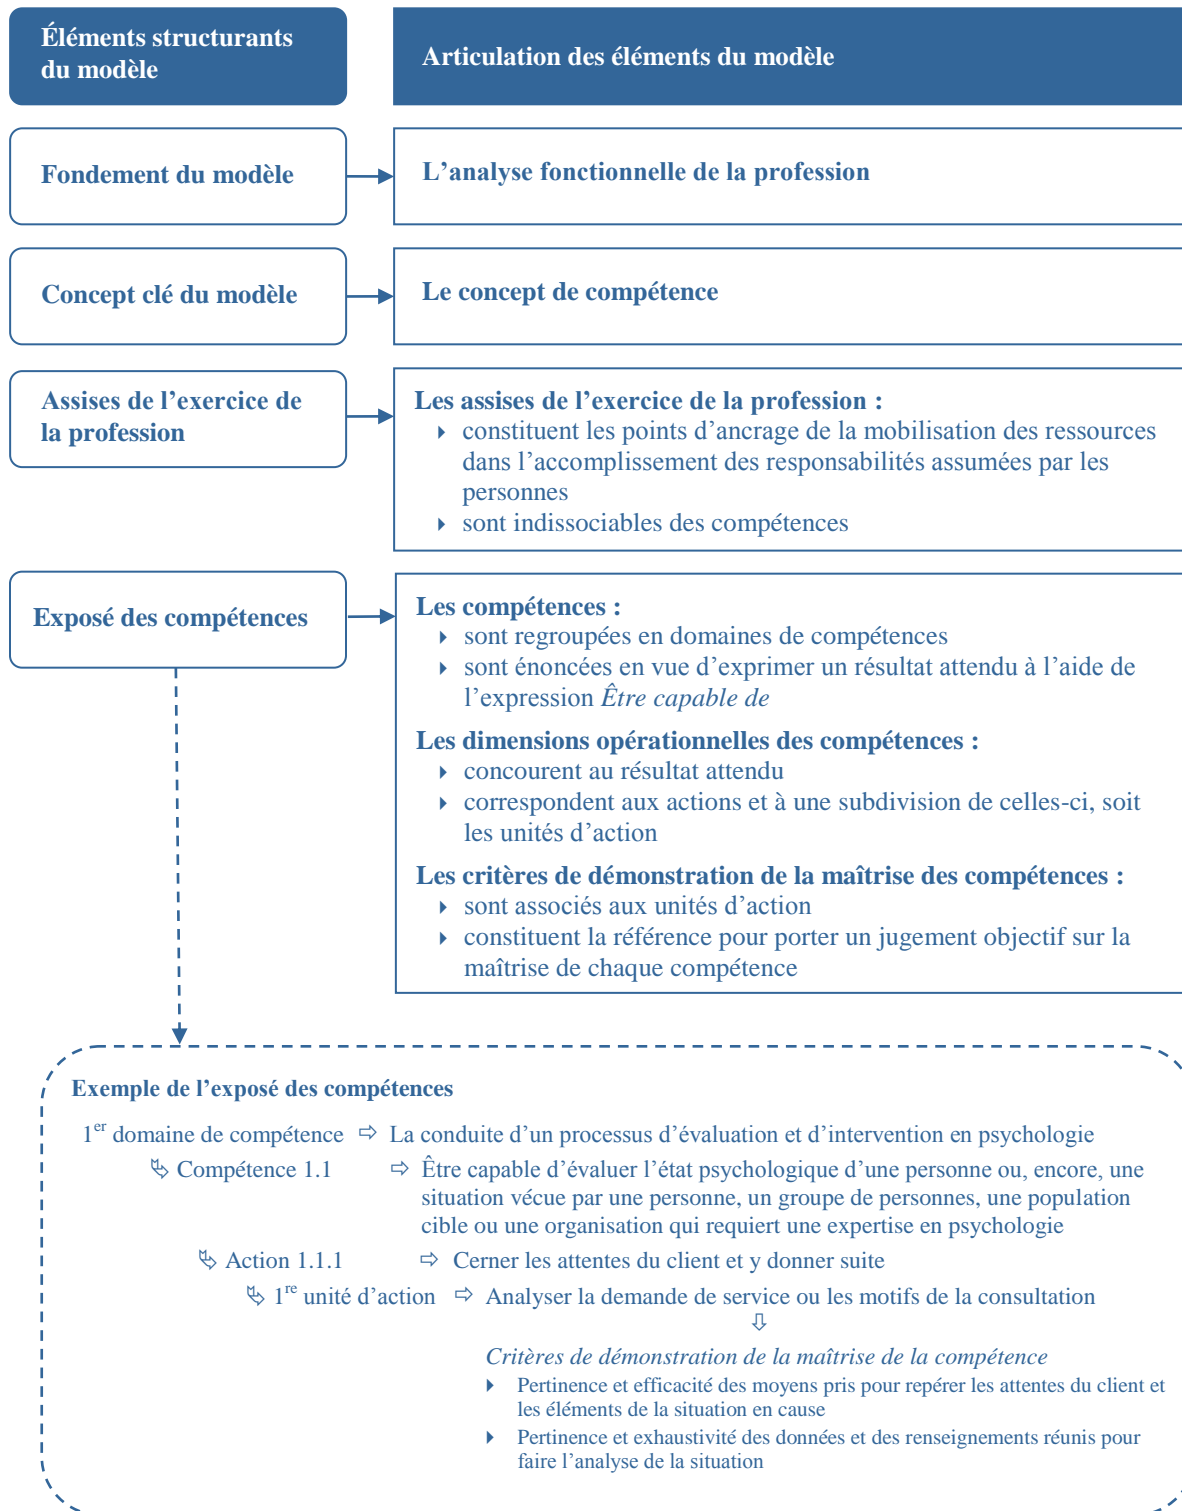 Éléments structurants
du modèle
Articulation des éléments du modèle
Fondement du modèle
L’analyse fonctionnelle de la profession
Concept clé du modèle
Le concept de compétence
Assises de l’exercice de
la profession
Les assises de l’exercice de la profession :
constituent les points d’ancrage de la mobilisation des ressources
dans l’accomplissement des responsabilités assumées par les
personnes
sont indissociables des compétences
Exposé des compétences
Les compétences :
sont regroupées en domaines de compétences
sont énoncées en vue d’exprimer un résultat attendu à l’aide de
l’expression Être capable de
Les dimensions opérationnelles des compétences :
concourent au résultat attendu
correspondent aux actions et à une subdivision de celles-ci, soit
les unités d’action
Les critères de démonstration de la maîtrise des compétences :
sont associés aux unités d’action
constituent la référence pour porter un jugement objectif sur la
maîtrise de chaque compétence
Exemple de l’exposé des compétences
1er domaine de compétence ⇨ La conduite d’un processus d’évaluation et d’intervention en psychologie
Compétence 1.1 ⇨ Être capable d’évaluer l’état psychologique d’une personne ou, encore, une
situation vécue par une personne, un groupe de personnes, une population
cible ou une organisation qui requiert une expertise en psychologie
Action 1.1.1 ⇨ Cerner les attentes du client et y donner suite
1re unité d’action ⇨ Analyser la demande de service ou les motifs de la consultation
Critères de démonstration de la maîtrise de la compétence
Pertinence et efficacité des moyens pris pour repérer les attentes du client et
les éléments de la situation en cause
Pertinence et exhaustivité des données et des renseignements réunis pour
faire l’analyse de la situation